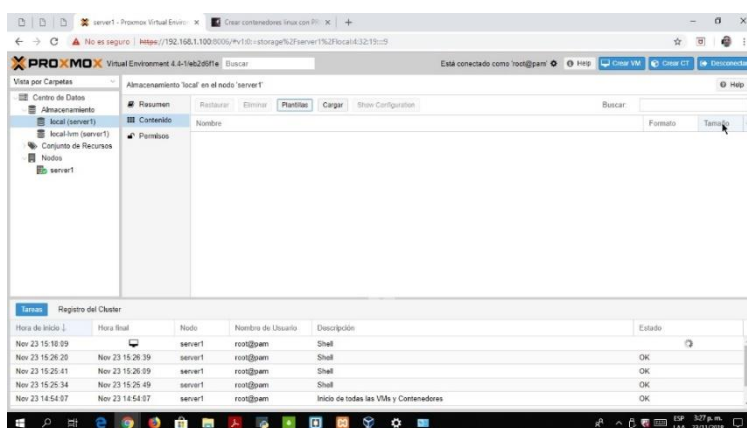 server1 - Proxmox Virtual Enviro
Crear contenedores linux con
No es seguro | https://192.168.1.100:8006/#v1:0:=storage%2Fserver1%2Flocal:4:32:19::::9
PROXMOX Virtual Environment 4.4-1/eb2d6f1e Buscar Está conectado como 'root@pam' Help Crear VM Crear CT Desconectar
Vista por Carpetas Almacenamiento 'local' en el nodo 'server1' Help
Centro de Datos
Almacenamiento
local (server1)
local-lvm (server1)
Conjunto de Recursos
Nodos
server1
Resumen
Contenido
Permisos
Restaurar Eliminar Plantillas Cargar Show Configuration Buscar:
Nombre Formato Tamaño
Tareas Registro del Cluster
Hora de inicio Hora final Nodo Nombre de Usuario Descripción Estado
Nov 23 15:18:09 server1 root@pam Shell
Nov 23 15:26:20 Nov 23 15:26:39 server1 root@pam Shell OK
Nov 23 15:25:41 Nov 23 15:26:09 server1 root@pam Shell OK
Nov 23 15:25:34 Nov 23 15:25:49 server1 root@pam Shell OK
Nov 23 14:54:07 Nov 23 14:54:07 server1 root@pam Inicio de todas las VMs y Contenedores OK
ESP 3:27 p. m.
LAA 23/11/2018